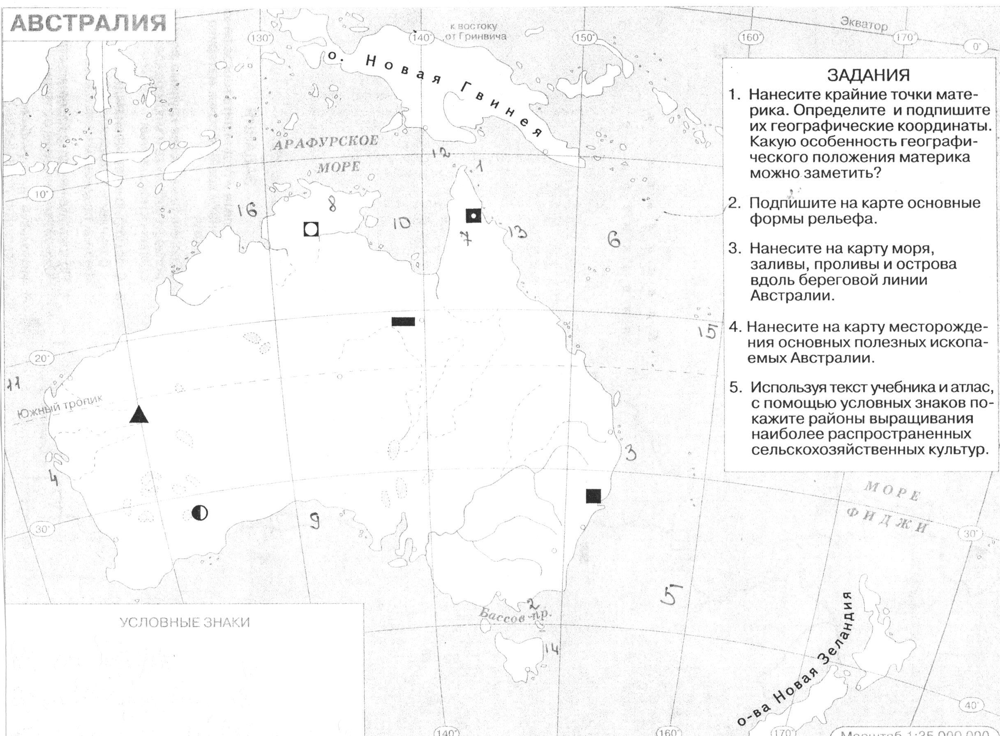 АВСТРАЛИЯ
130°
140°
к востоку
от Гринвича
150°
160°
Экватор
170°
0°
о. Новая Гвинея
АРАФУРСКОЕ
МОРЕ
12
1
10°
16
8
10
7
13
6
15
20°
11
Южный тропик
4
3
9
30°
5
2
Бассов пр.
14
МОРЕ
ФИДЖИ
30°
о-ва Новая Зеландия
40°
140°
160°
170°
Масштаб 1:35 000 000
УСЛОВНЫЕ ЗНАКИ
ЗАДАНИЯ
1. Нанесите крайние точки мате-
рика. Определите и подпишите
их географические координаты.
Какую особенность географи-
ческого положения материка
можно заметить?
2. Подпишите на карте основные
формы рельефа.
3. Нанесите на карту моря,
заливы, проливы и острова
вдоль береговой линии
Австралии.
4. Нанесите на карту месторожде-
ния основных полезных ископа-
емых Австралии.
5. Используя текст учебника и атлас,
с помощью условных знаков по-
кажите районы выращивания
наиболее распространенных
сельскохозяйственных культур.